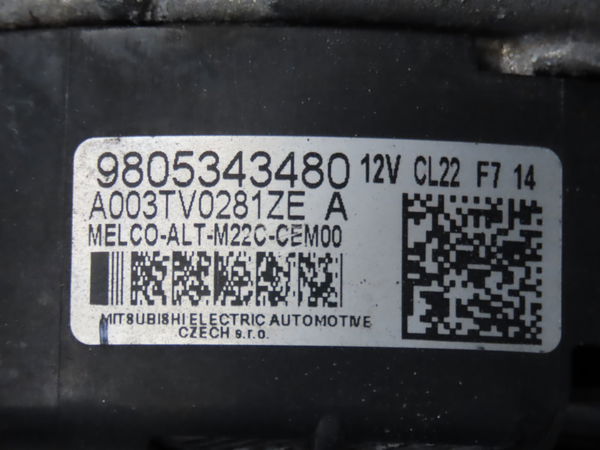 9805343480 12V CL22 F7 14
A003TV0281ZE A
MELCO-ALT-M22C-CEM00
MITSUBISHI ELECTRIC AUTOMOTIVE
CZECH s.r.o.